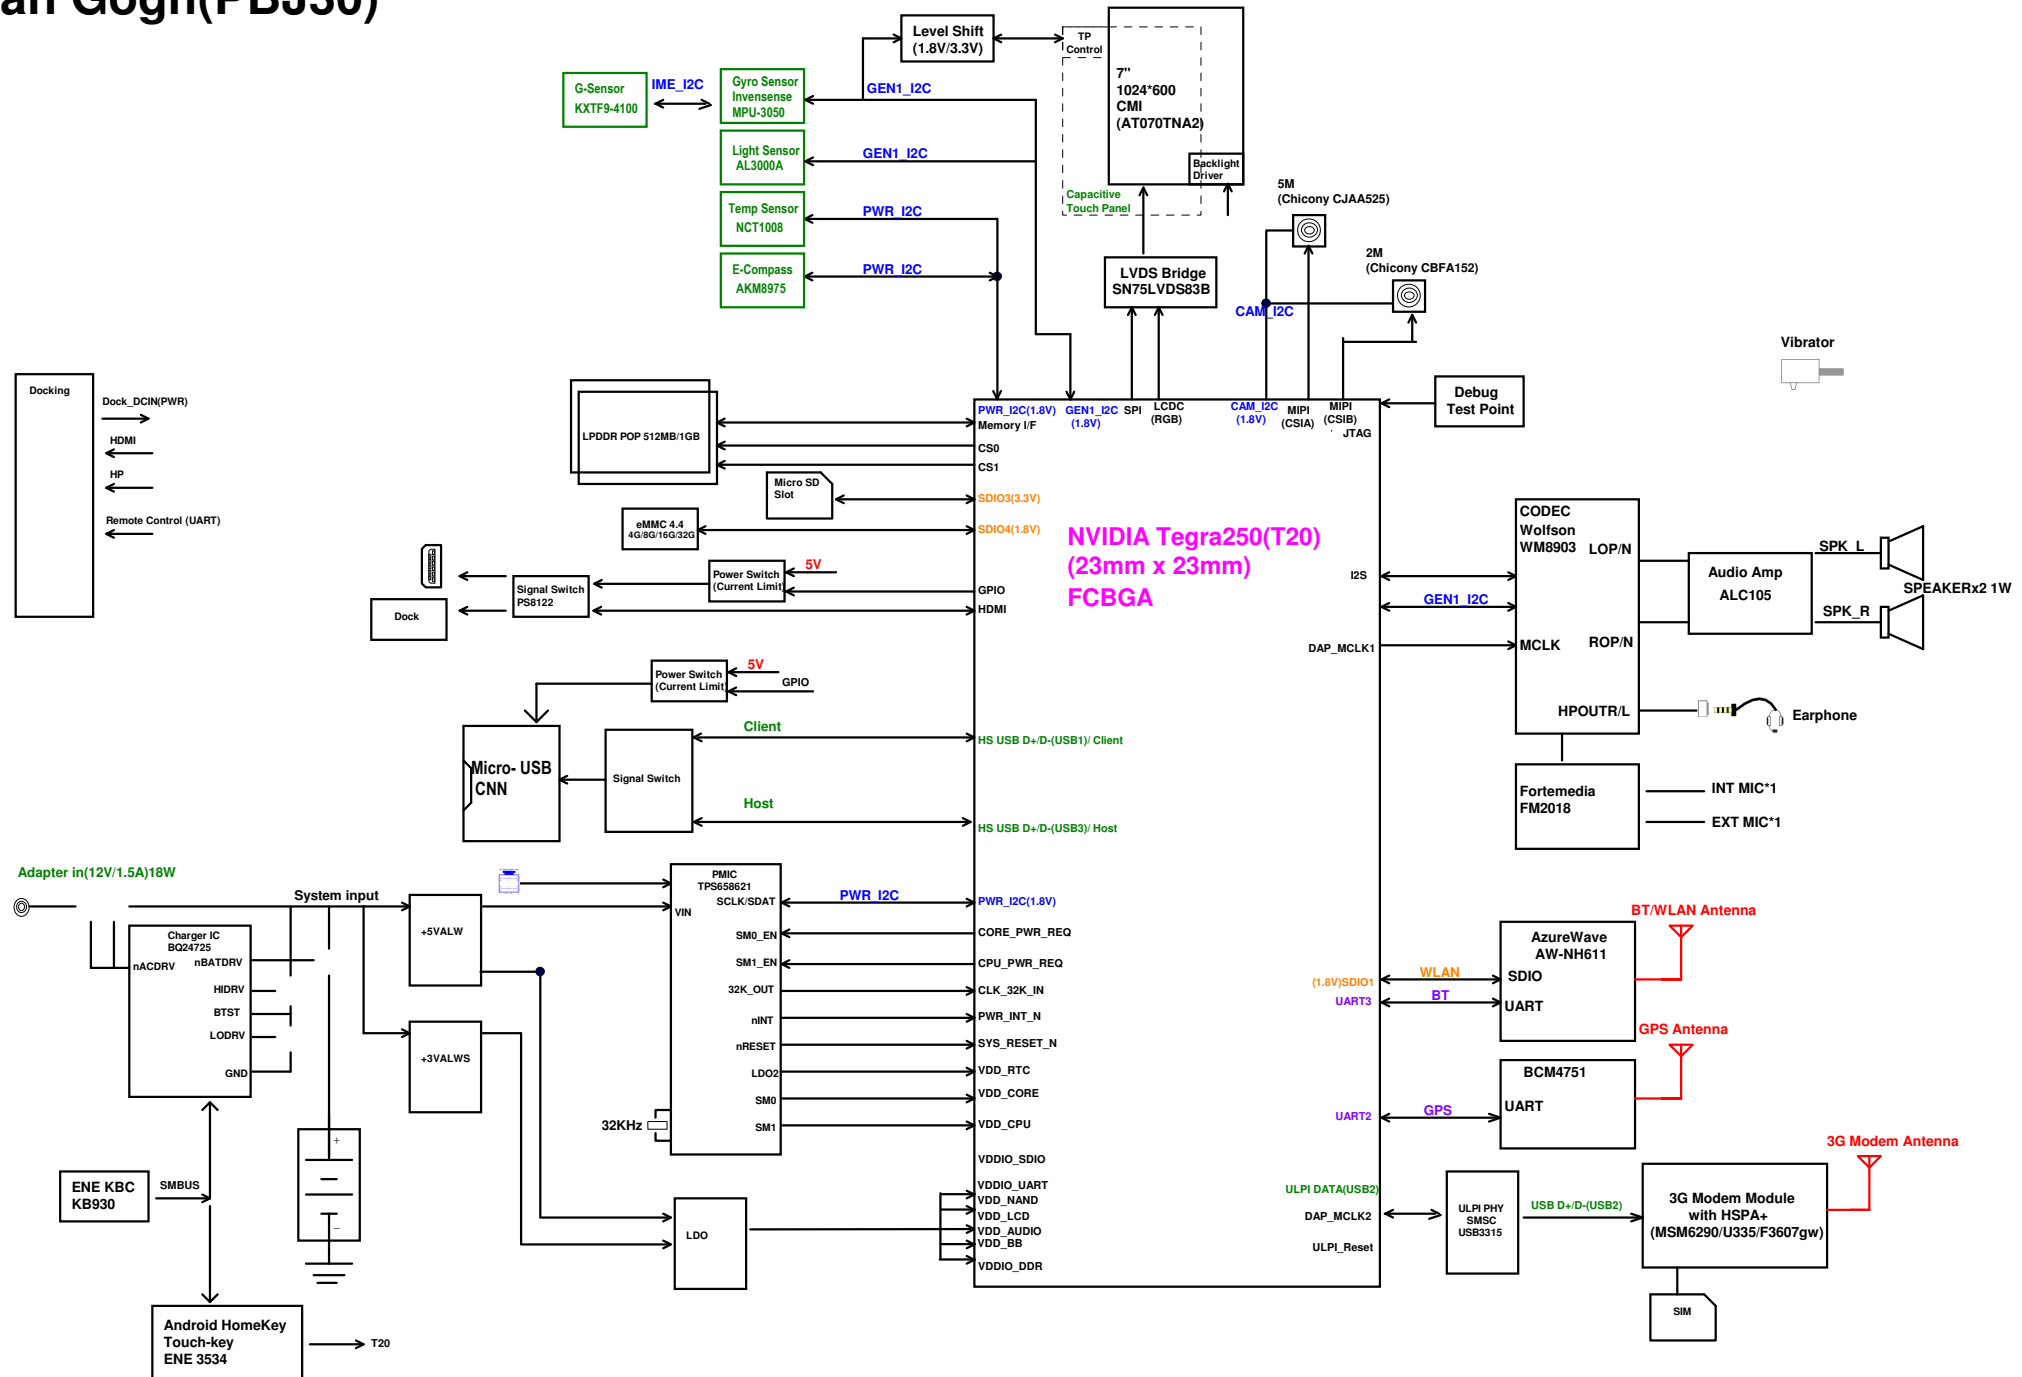 an Gogh(PBJ30)
Level Shift
(1.8V/3.3V)
TP
Control
7"
1024*600
CMI
(AT070TNA2)
Backlight
Driver
Capacitive
Touch Panel
G-Sensor
KXTF9-4100
IME_I2C
Gyro Sensor
Invensense
MPU-3050
GEN1_I2C
Light Sensor
AL3000A
GEN1_I2C
Temp Sensor
NCT1008
PWR_I2C
E-Compass
AKM8975
PWR_I2C
LVDS Bridge
SN75LVDS83B
5M
(Chicony CJAA525)
2M
(Chicony CBFA152)
CAM_I2C
Vibrator
Debug
Test Point
Docking
Dock_DCIN(PWR)
HDMI
HP
Remote Control (UART)
LPDDR POP 512MB/1GB
Micro SD
Slot
eMMC 4.4
4G/8G/16G/32G
Power Switch
(Current Limit)
5V
Signal Switch
PS8122
Dock
PWR_I2C(1.8V)
Memory I/F
GEN1_I2C
(1.8V)
SPI
LCDC
(RGB)
CAM_I2C
(1.8V)
MIPI
(CSIA)
MIPI
(CSIB)
JTAG
CS0
CS1
SDIO3(3.3V)
SDIO4(1.8V)
GPIO
HDMI
NVIDIA Tegra250(T20)
(23mm x 23mm)
FCBGA
I2S
GEN1_I2C
DAP_MCLK1
CODEC
Wolfson
WM8903
LOP/N
MCLK
ROP/N
HPOUTR/L
Audio Amp
ALC105
SPK_L
SPK_R
SPEAKERx2 1W
Earphone
Fortemedia
FM2018
INT MIC*1
EXT MIC*1
Power Switch
(Current Limit)
5V
GPIO
Micro- USB
CNN
Signal Switch
Client
Host
HS USB D+/D-(USB1)/ Client
HS USB D+/D-(USB3)/ Host
Adapter in(12V/1.5A)18W
System input
Charger IC
BQ24725
nACDRV
nBATDRV
HIDRV
BTST
LODRV
GND
+5VALW
+3VALWS
PMIC
TPS658621
SCLK/SDAT
VIN
SM0_EN
SM1_EN
32K_OUT
nINT
nRESET
LDO2
SM0
SM1
32KHz
PWR_I2C
PWR_I2C(1.8V)
CORE_PWR_REQ
CPU_PWR_REQ
CLK_32K_IN
PWR_INT_N
SYS_RESET_N
VDD_RTC
VDD_CORE
VDD_CPU
VDDIO_SDIO
VDDIO_UART
VDD_NAND
VDD_LCD
VDD_AUDIO
VDD_BB
VDDIO_DDR
LDO
+
−
ENE KBC
KB930
SMBUS
Android HomeKey
Touch-key
ENE 3534
T20
(1.8V)SDIO1
UART3
WLAN
BT
AzureWave
AW-NH611
SDIO
UART
BT/WLAN Antenna
GPS Antenna
BCM4751
UART
UART2
GPS
3G Modem Antenna
ULPI DATA(USB2)
DAP_MCLK2
ULPI_Reset
ULPI PHY
SMSC
USB3315
USB D+/D-(USB2)
3G Modem Module
with HSPA+
(MSM6290/U335/F3607gw)
SIM